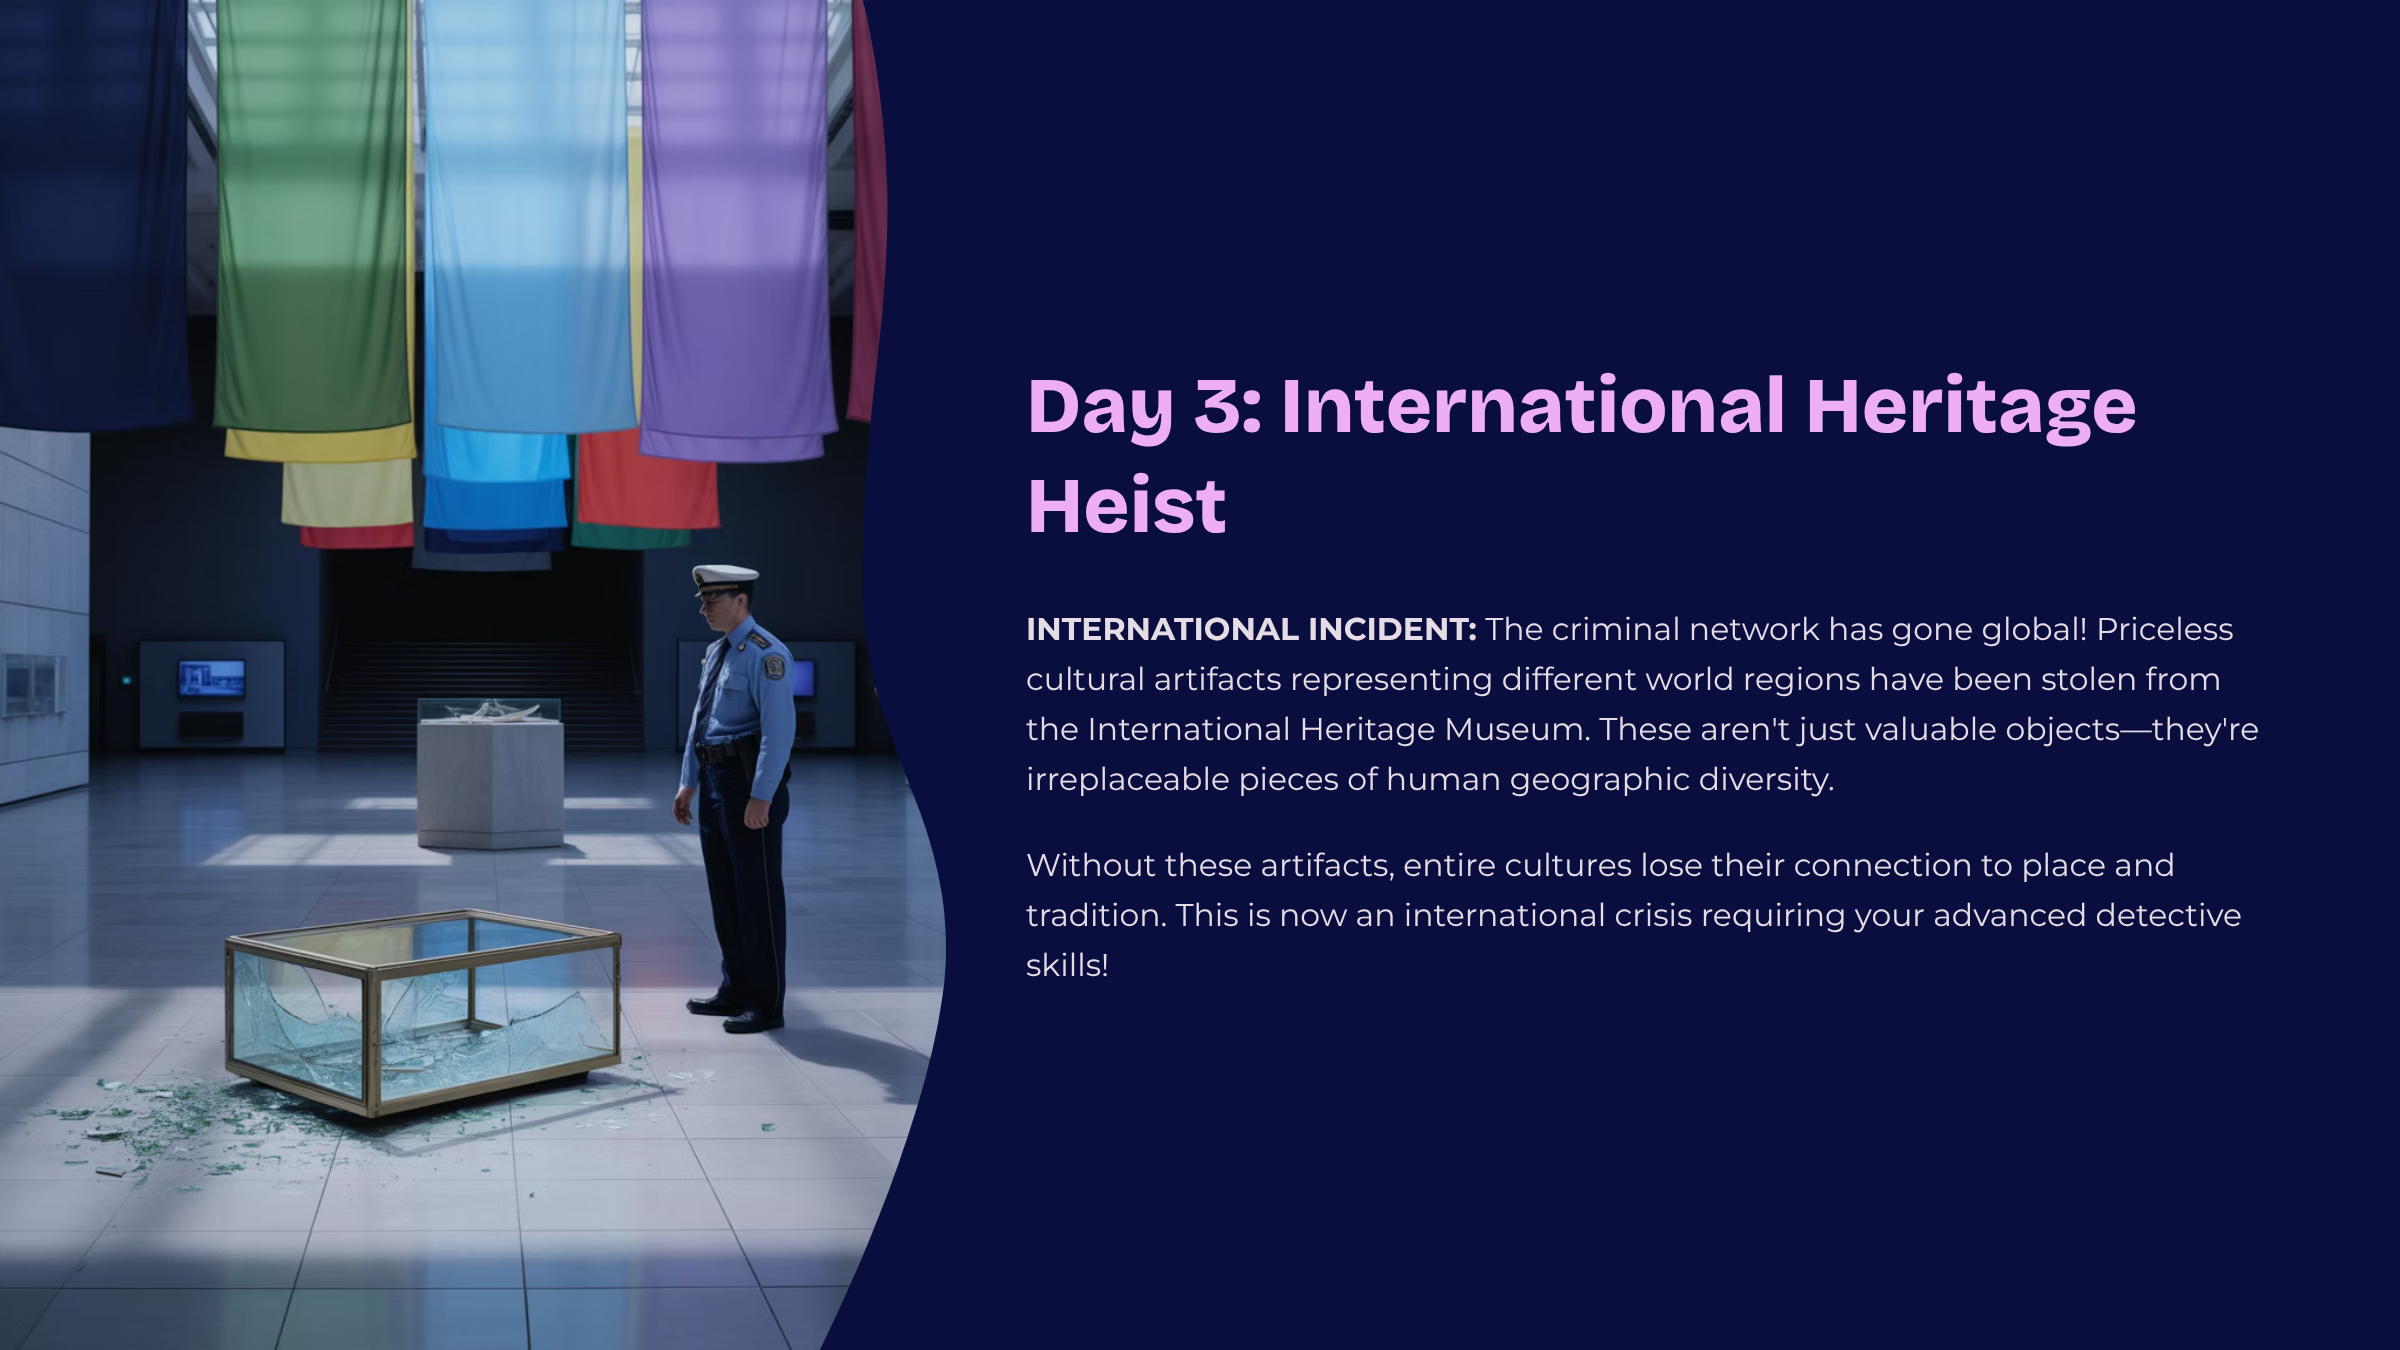 Day 3: International Heritage
Heist
INTERNATIONAL INCIDENT: The criminal network has gone global! Priceless
cultural artifacts representing different world regions have been stolen from
the International Heritage Museum. These aren't just valuable objects—they're
irreplaceable pieces of human geographic diversity.
Without these artifacts, entire cultures lose their connection to place and
tradition. This is now an international crisis requiring your advanced detective
skills!